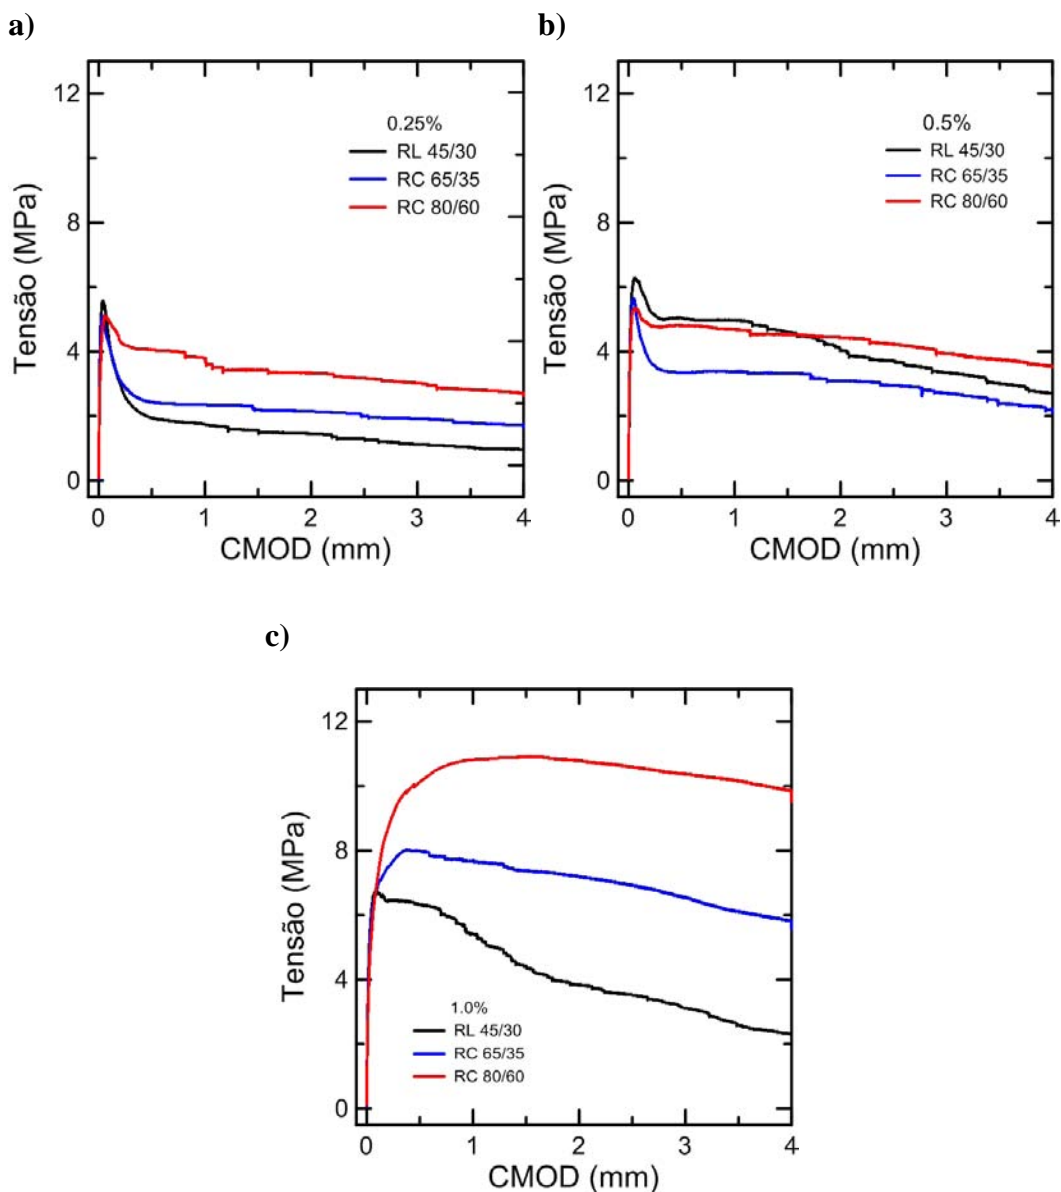 a)
12
8
4
0
Tensão (MPa)
0.25%
RL 45/30
RC 65/35
RC 80/60
0 1 2 3 4
CMOD (mm)
b)
12
8
4
0
Tensão (MPa)
0.5%
RL 45/30
RC 65/35
RC 80/60
0 1 2 3 4
CMOD (mm)
c)
12
8
4
0
Tensão (MPa)
1.0%
RL 45/30
RC 65/35
RC 80/60
0 1 2 3 4
CMOD (mm)